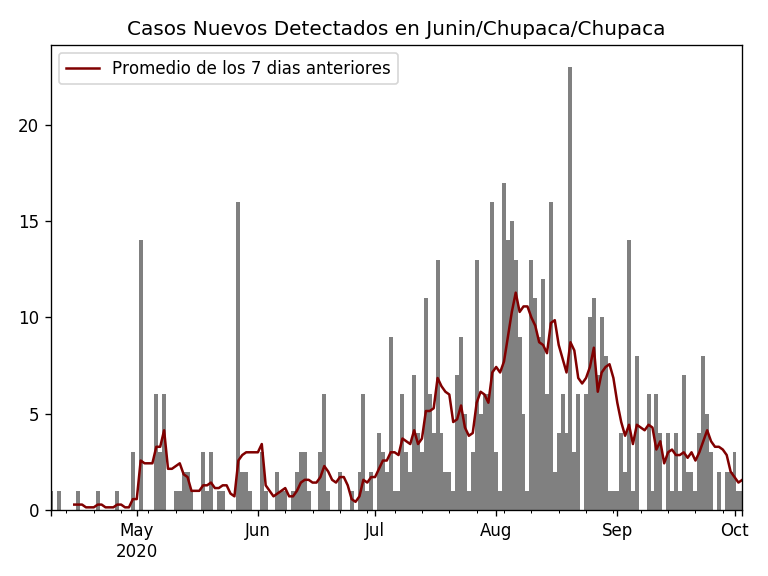 Casos Nuevos Detectados en Junin/Chupaca/Chupaca
Promedio de los 7 dias anteriores
20
15
10
5
0
May Jun Jul Aug Sep Oct
2020